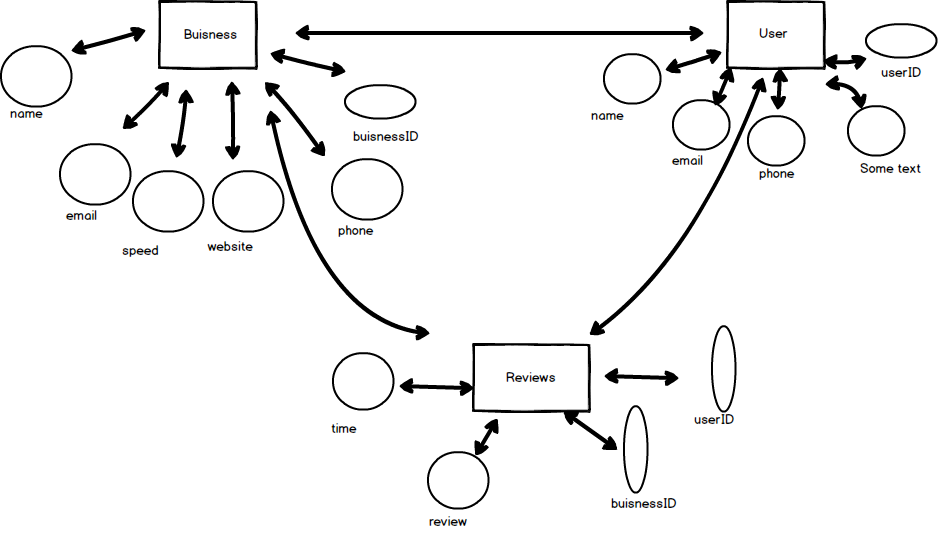 Buisness
User
userID
name
name
buisnessID
email
phone
Some text
email
speed
website
phone
Reviews
time
userID
buisnessID
review